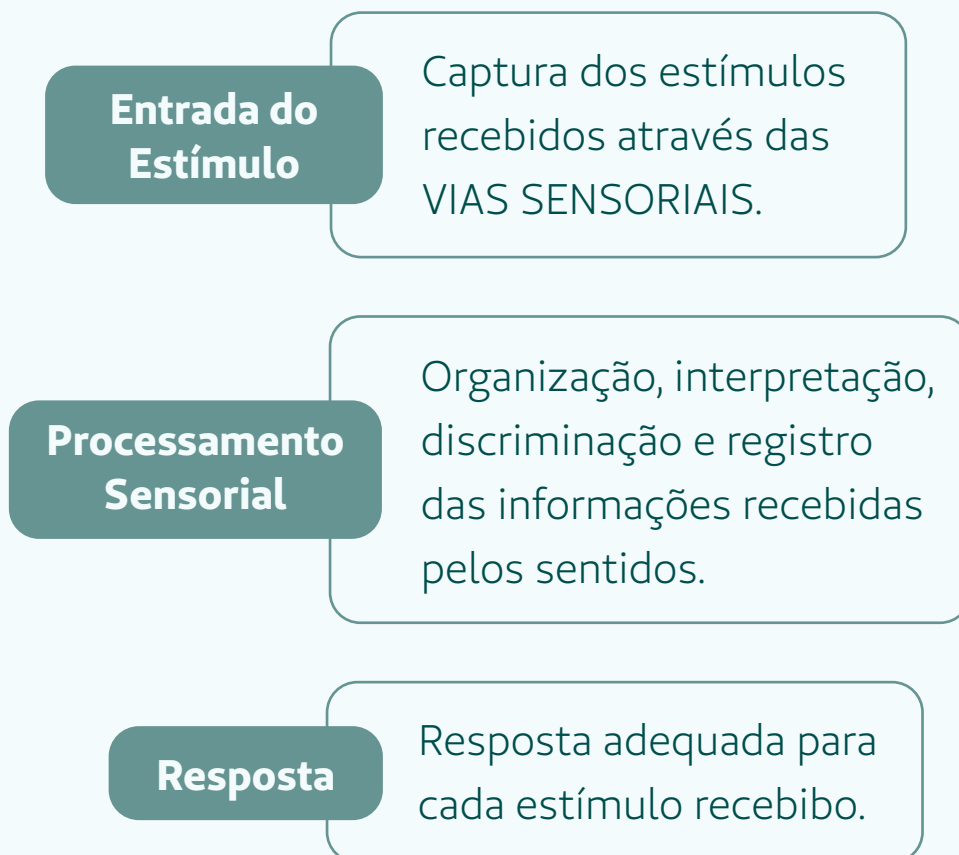 Entrada do
Estímulo
Captura dos estímulos
recebidos através das
VIAS SENSORIAIS.
Processamento
Sensorial
Organização, interpretação,
discriminação e registro
das informações recebidas
pelos sentidos.
Resposta
Resposta adequada para
cada estímulo recebibo.